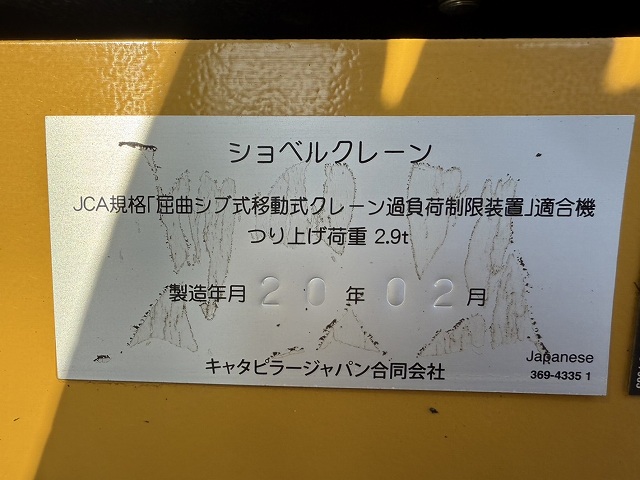 ショベルクレーン
JCA規格｢屈曲ジブ式移動式クレーン過負荷制限装置｣適合機
つり上げ荷重 2.9t
製造年月 20 年 02 月
キャタピラージャパン合同会社
Japanese
369-4335 1